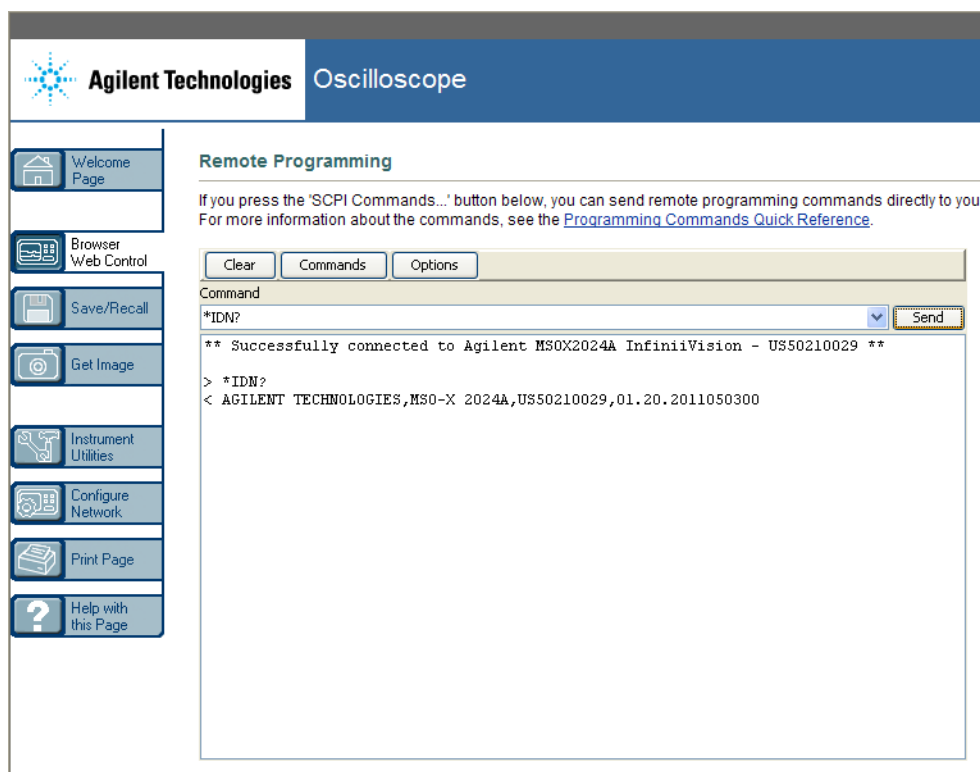 Agilent Technologies
Oscilloscope
Welcome
Page
Browser
Web Control
Save/Recall
Get Image
Instrument
Utilities
Configure
Network
Print Page
Help with
this Page
Remote Programming
If you press the 'SCPI Commands...' button below, you can send remote programming commands directly to you
For more information about the commands, see the Programming Commands Quick Reference.
Clear
Commands
Options
Command
*IDN?
Send
** Successfully connected to Agilent MSOX2024A InfiniiVision - US50210029 **
> *IDN?
< AGILENT TECHNOLOGIES,MSO-X 2024A,US50210029,01.20.2011050300